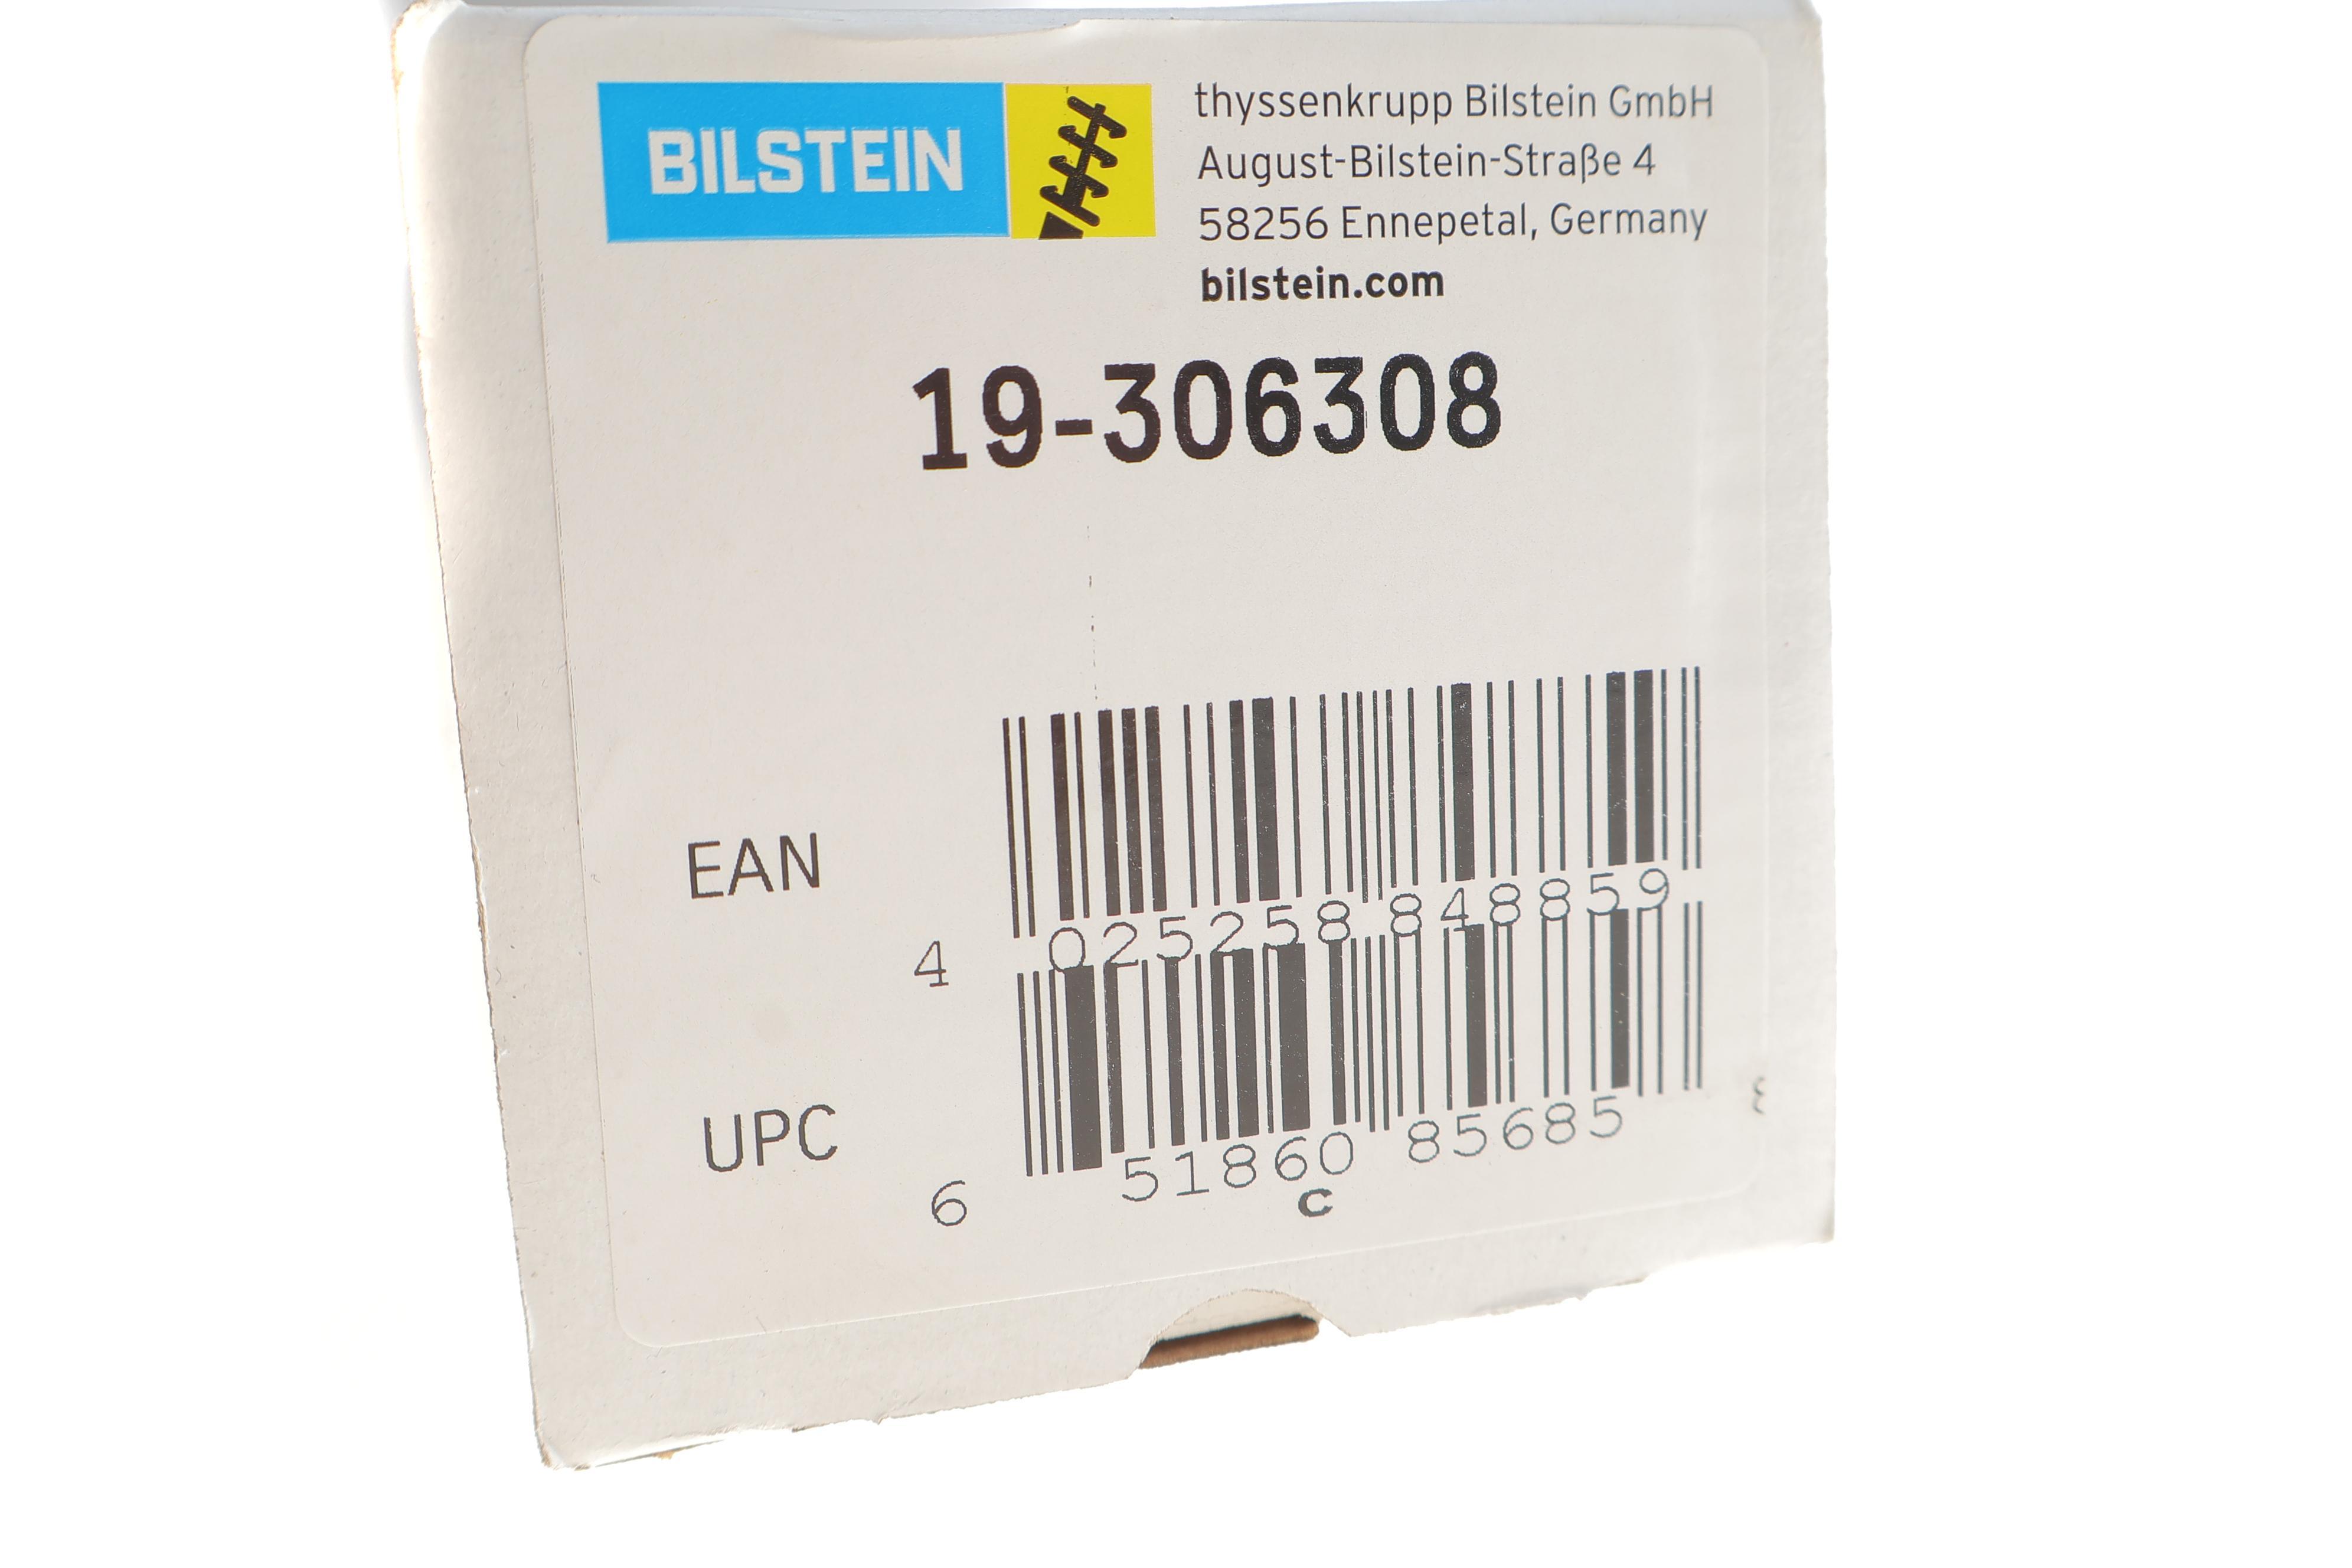 BILSTEIN
thyssenkrupp Bilstein GmbH
August-Bilstein-Straße 4
58256 Ennepetal, Germany
bilstein.com
19-306308
EAN
4 025258 848859
UPC
6 51860 85685
C